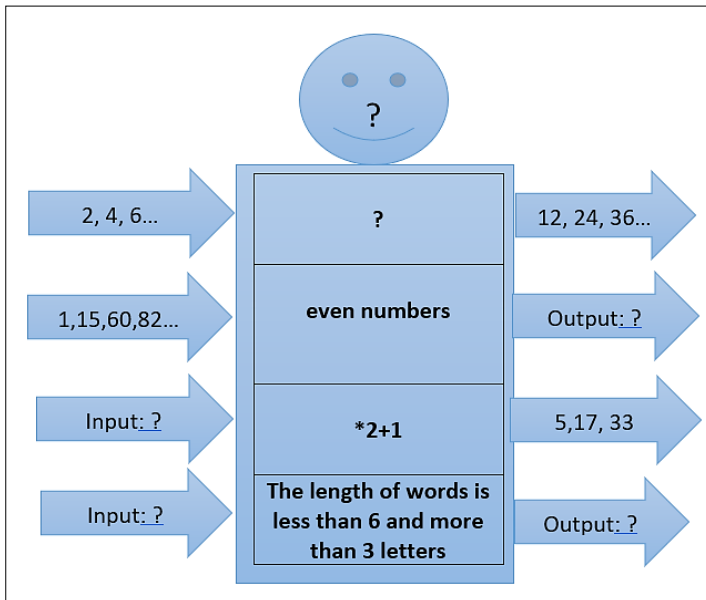 ?
2, 4, 6...
?
12, 24, 36...
1,15,60,82...
even numbers
Output: ?
Input: ?
*2+1
5,17, 33
Input: ?
The length of words is
less than 6 and more
than 3 letters
Output: ?